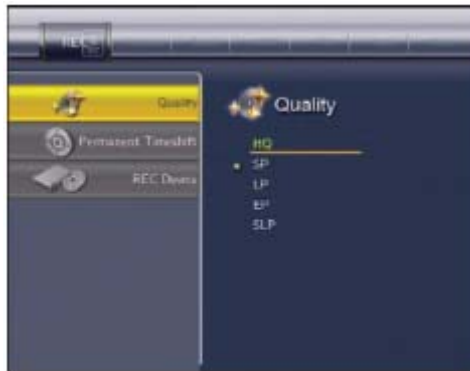 REC
Quality
Permanent Timeshift
REC Device
Quality
HQ
SP
LP
EP
SLP